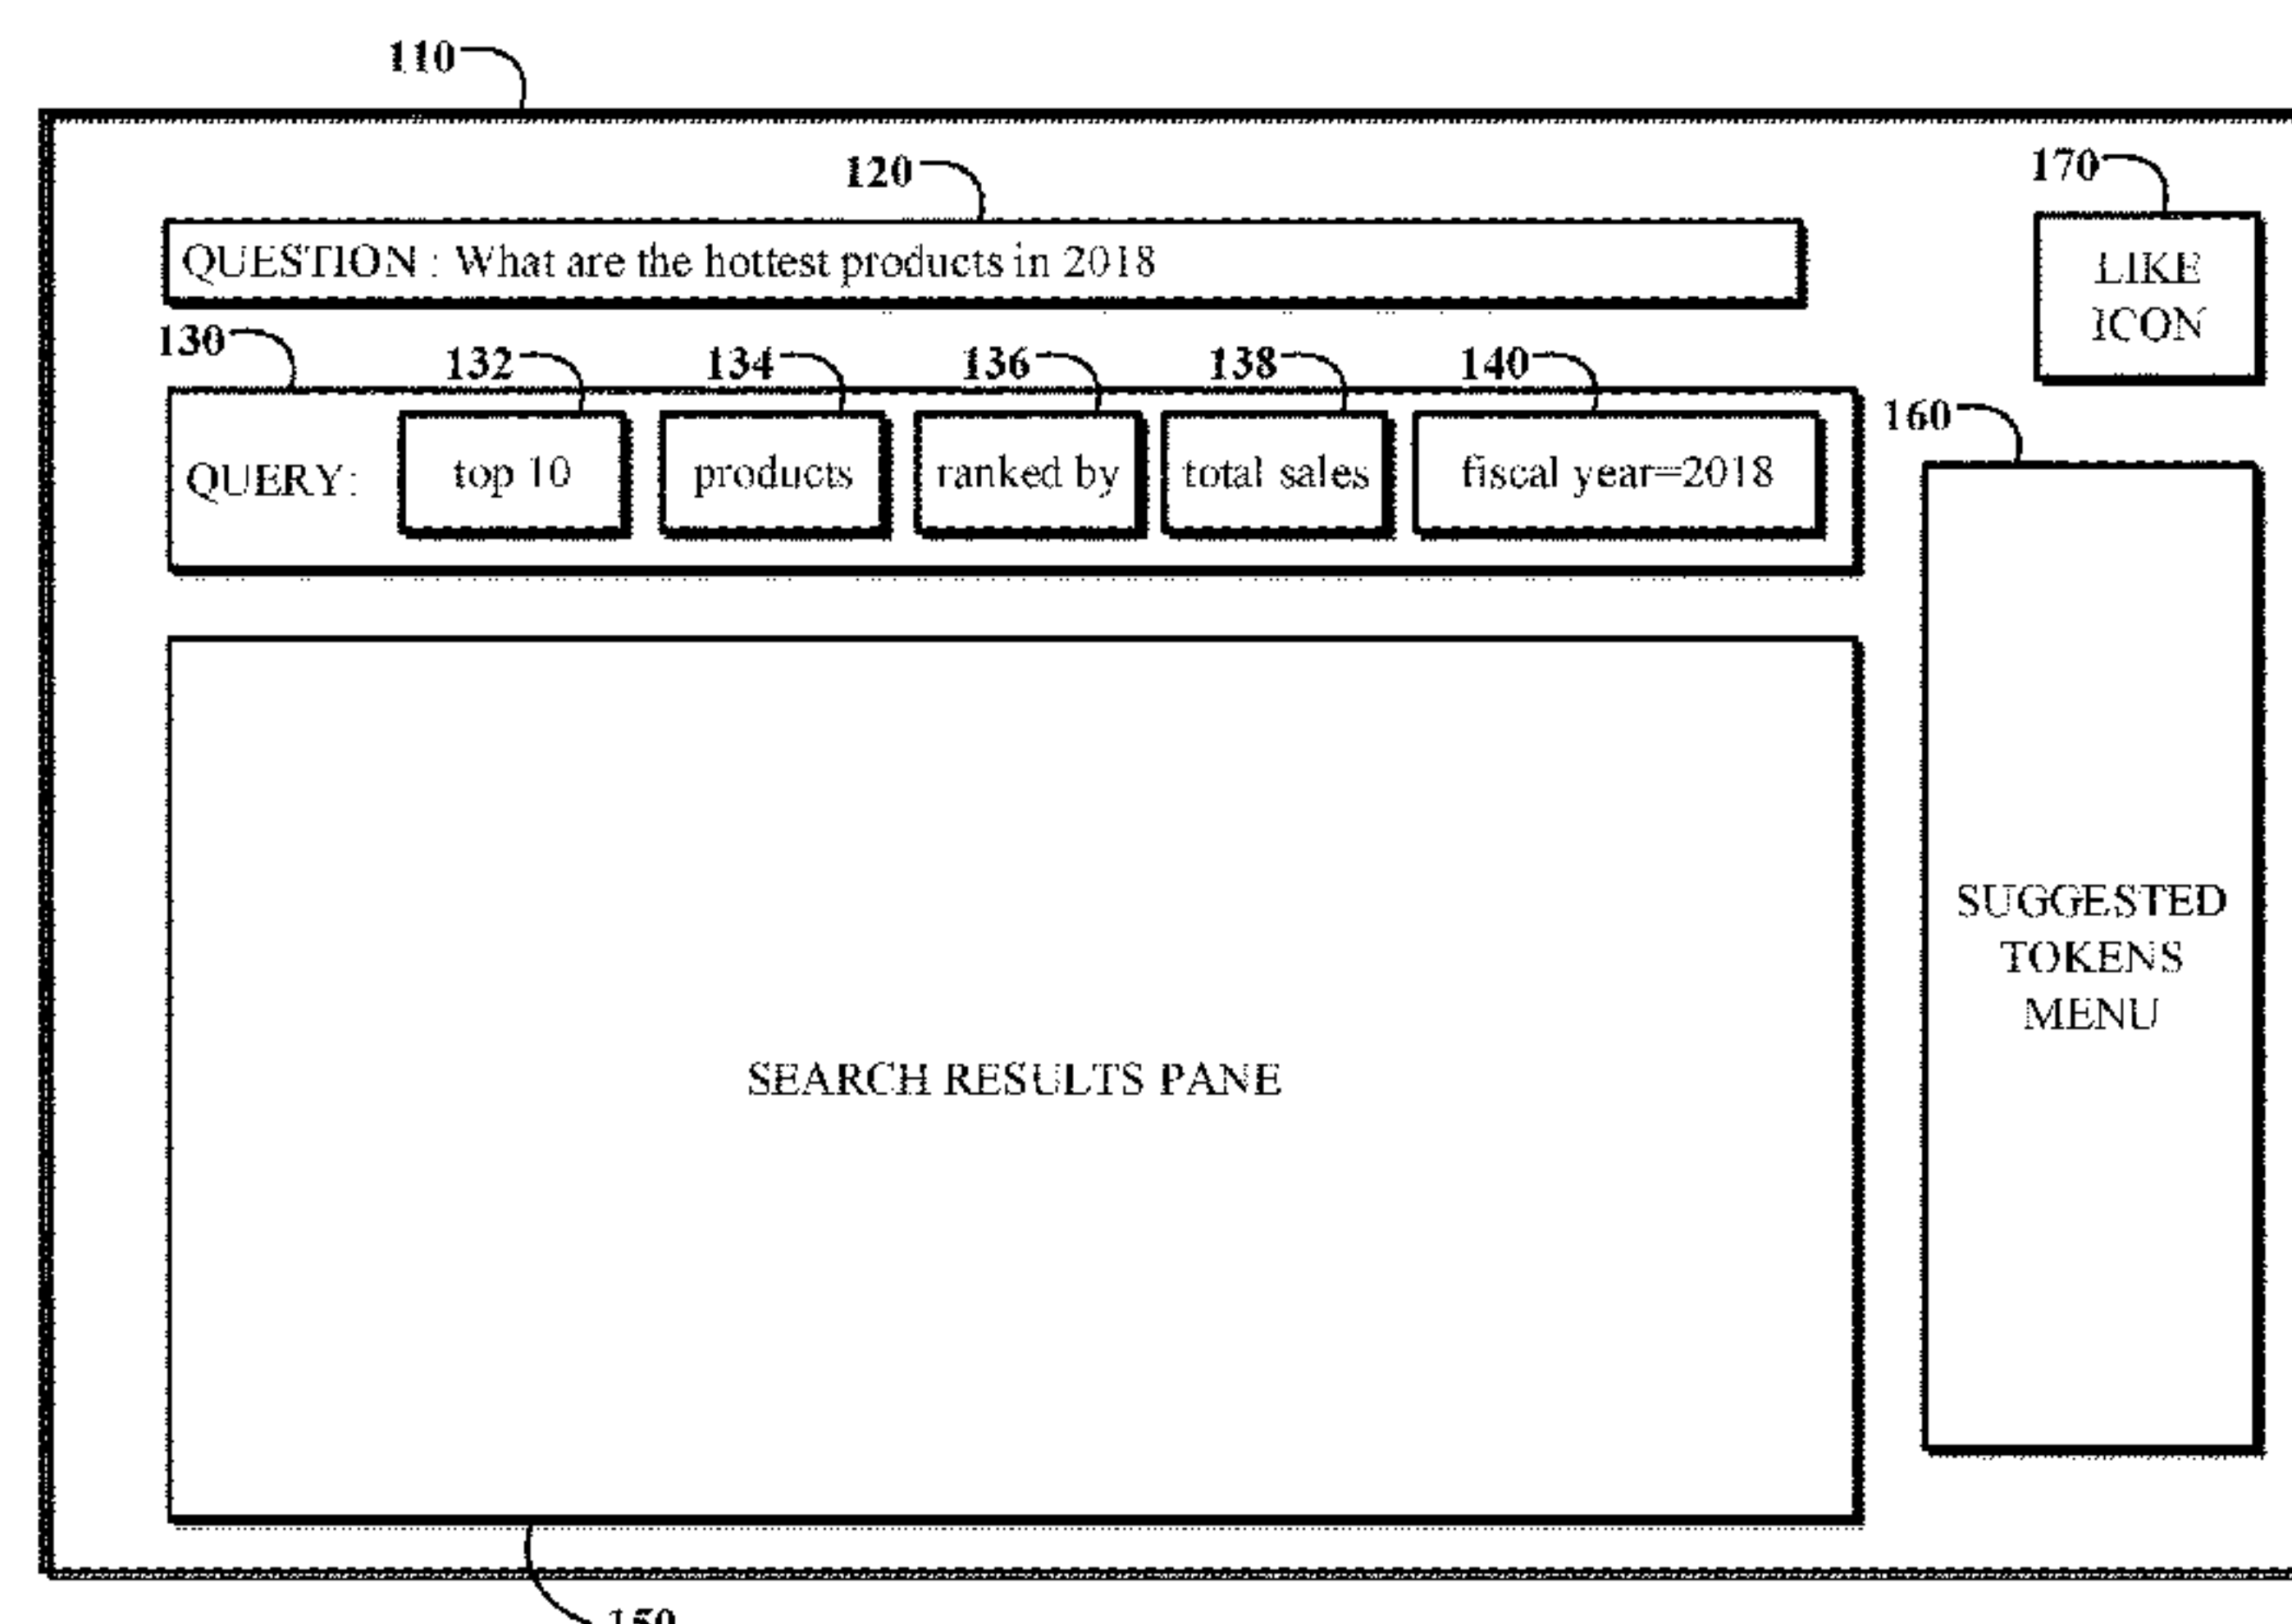 110
120
170
QUESTION : What are the hottest products in 2018
LIKE
ICON
130
132
134
136
138
140
160
QUERY:
top 10
products
ranked by
total sales
fiscal year=2018
SUGGESTED
TOKENS
MENU
SEARCH RESULTS PANE
150